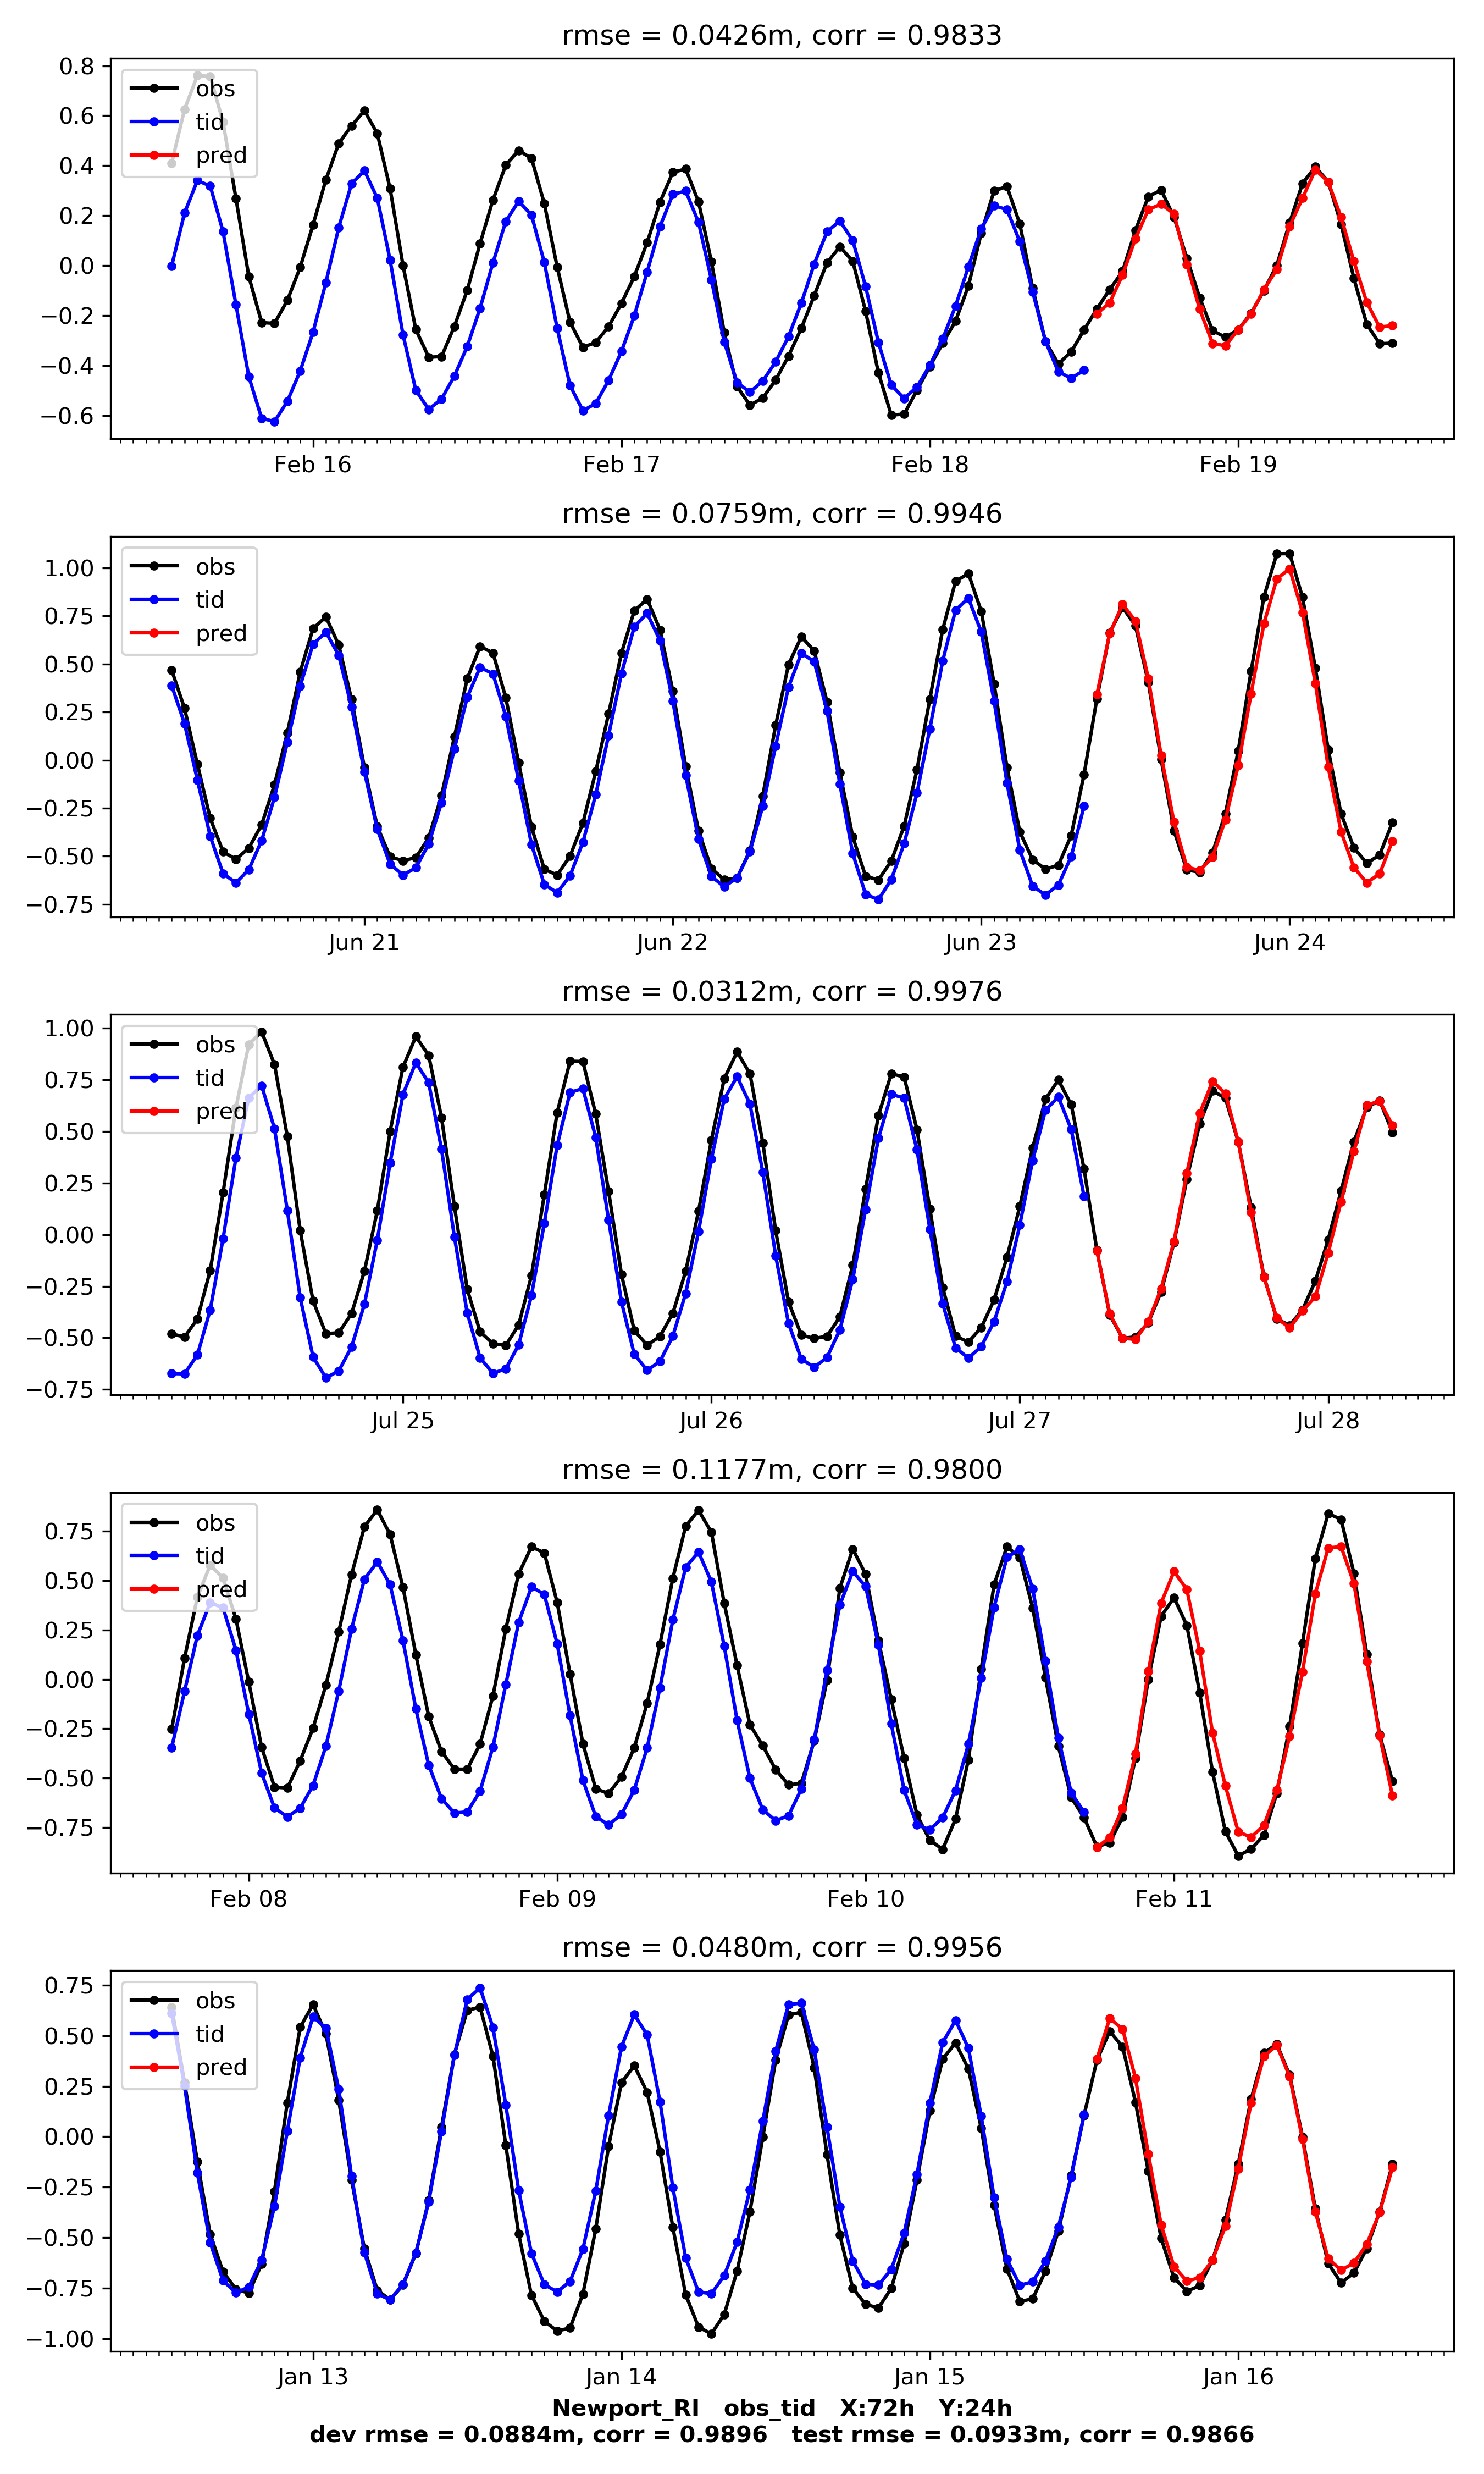 rmse = 0.0426m, corr = 0.9833
0.8
0.6
0.4
0.2
0.0
−0.2
−0.4
−0.6
obs
tid
pred
Feb 16 Feb 17 Feb 18 Feb 19
rmse = 0.0759m, corr = 0.9946
1.00
0.75
0.50
0.25
0.00
−0.25
−0.50
−0.75
obs
tid
pred
Jun 21 Jun 22 Jun 23 Jun 24
rmse = 0.0312m, corr = 0.9976
1.00
0.75
0.50
0.25
0.00
−0.25
−0.50
−0.75
obs
tid
pred
Jul 25 Jul 26 Jul 27 Jul 28
rmse = 0.1177m, corr = 0.9800
0.75
0.50
0.25
0.00
−0.25
−0.50
−0.75
obs
tid
pred
Feb 08 Feb 09 Feb 10 Feb 11
rmse = 0.0480m, corr = 0.9956
0.75
0.50
0.25
0.00
−0.25
−0.50
−0.75
−1.00
obs
tid
pred
Jan 13 Jan 14 Jan 15 Jan 16
Newport_RI obs_tid X:72h Y:24h
dev rmse = 0.0884m, corr = 0.9896 test rmse = 0.0933m, corr = 0.9866